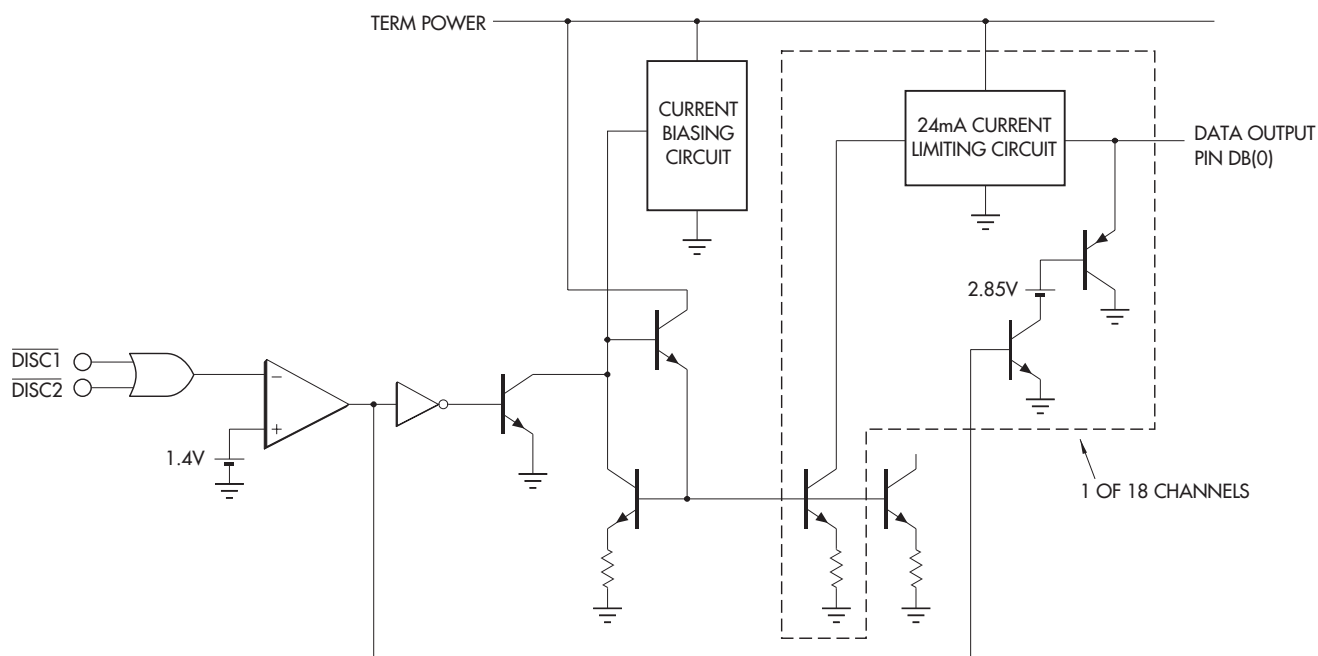 TERM POWER
CURRENT
BIASING
CIRCUIT
24mA CURRENT
LIMITING CIRCUIT
DATA OUTPUT
PIN DB(0)
2.85V
DISC1
DISC2
−
+
1.4V
1 OF 18 CHANNELS